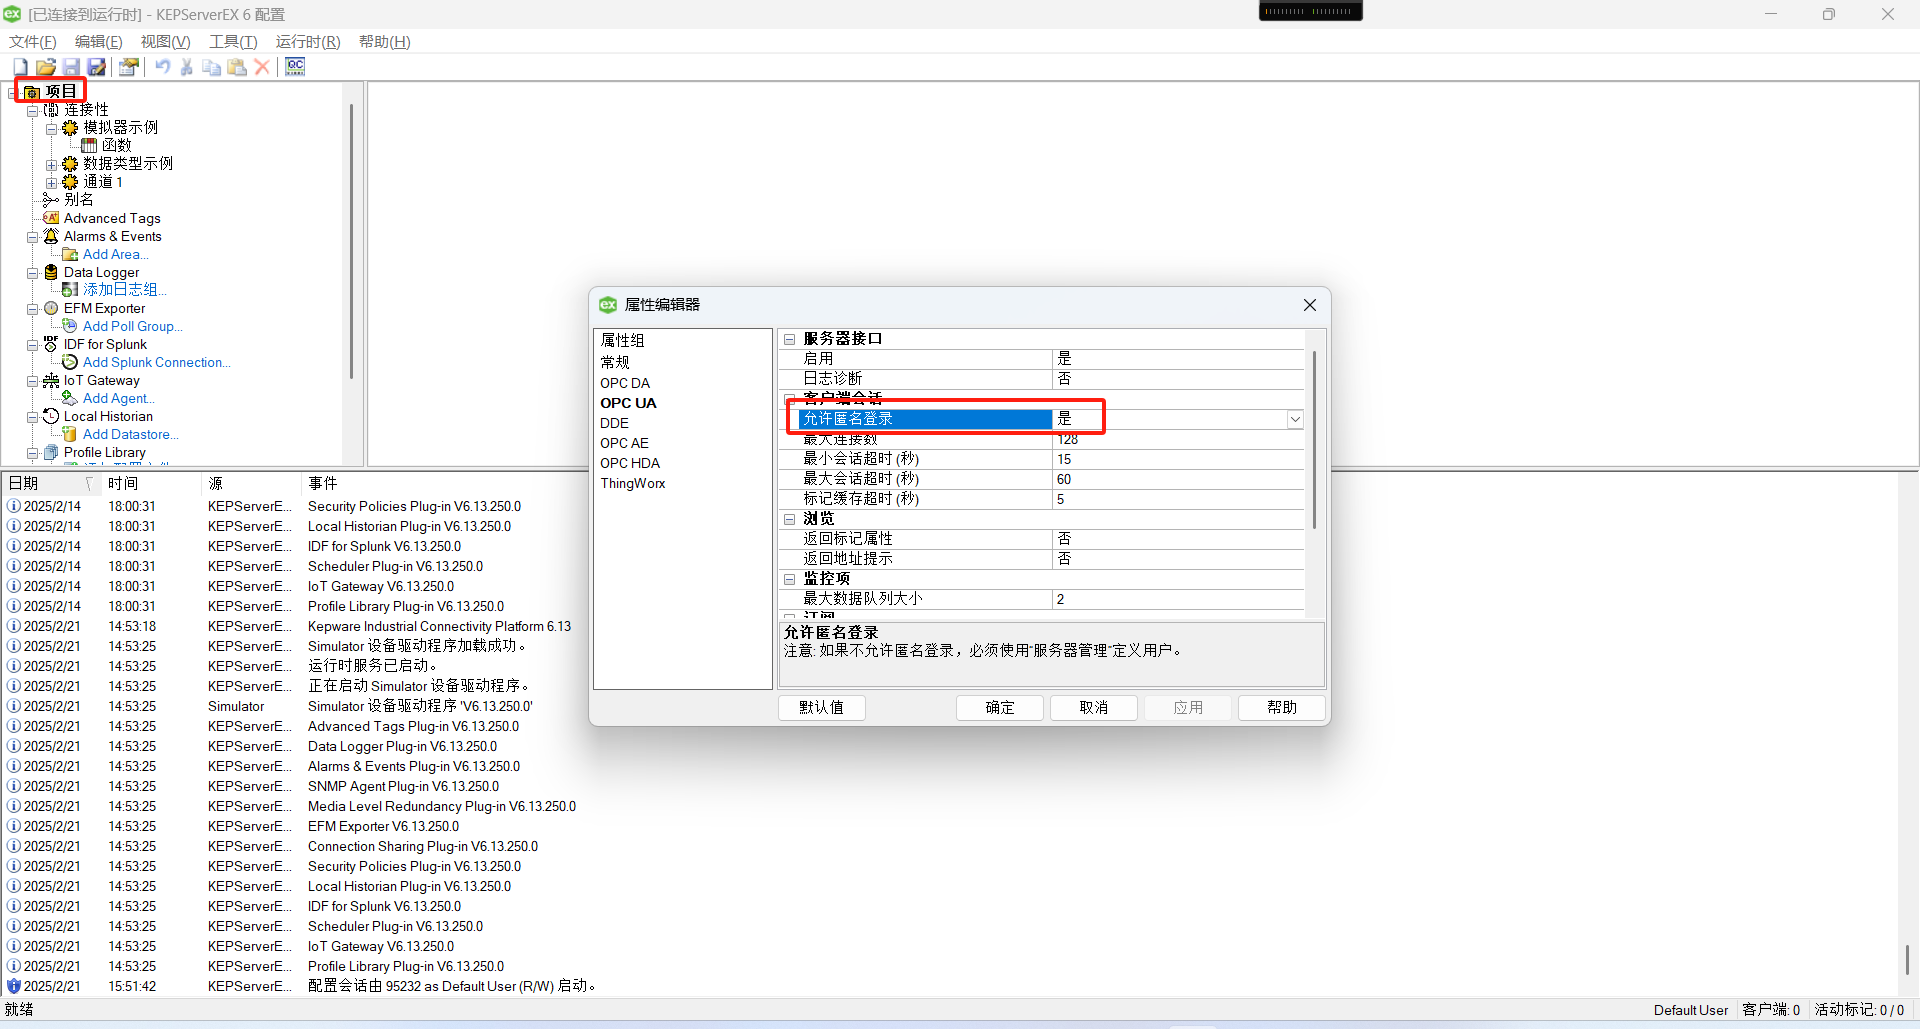 [已连接到运行时] - KEPServerEX 6 配置
文件(F) 编辑(E) 视图(V) 工具(T) 运行时(R) 帮助(H)
项目
连接性
模拟器示例
函数
数据类型示例
通道 1
别名
Advanced Tags
Alarms & Events
Add Area...
Data Logger
添加日志组...
EFM Exporter
Add Poll Group...
IDF for Splunk
Add Splunk Connection...
IoT Gateway
Add Agent...
Local Historian
Add Datastore...
Profile Library
属性编辑器
属性组
常规
OPC DA
OPC UA
DDE
OPC AE
OPC HDA
ThingWorx
服务器接口
启用 是
日志诊断 否
客户端会话
允许匿名登录 是
最大连接数 128
最小会话超时 (秒) 15
最大会话超时 (秒) 60
标记缓存超时 (秒) 5
浏览
返回标记属性 否
返回地址提示 否
监控项
最大数据队列大小 2
订阅
允许匿名登录
注意: 如果不允许匿名登录，必须使用“服务器管理”定义用户。
默认值 确定 取消 应用 帮助
日期 时间 源 事件
2025/2/14 18:00:31 KEPServerE... Security Policies Plug-in V6.13.250.0
2025/2/14 18:00:31 KEPServerE... Local Historian Plug-in V6.13.250.0
2025/2/14 18:00:31 KEPServerE... IDF for Splunk V6.13.250.0
2025/2/14 18:00:31 KEPServerE... Scheduler Plug-in V6.13.250.0
2025/2/14 18:00:31 KEPServerE... IoT Gateway V6.13.250.0
2025/2/14 18:00:31 KEPServerE... Profile Library Plug-in V6.13.250.0
2025/2/21 14:53:18 KEPServerE... Kepware Industrial Connectivity Platform 6.13
2025/2/21 14:53:25 KEPServerE... Simulator 设备驱动程序加载成功。
2025/2/21 14:53:25 KEPServerE... 运行时服务已启动。
2025/2/21 14:53:25 KEPServerE... 正在启动 Simulator 设备驱动程序。
2025/2/21 14:53:25 Simulator Simulator 设备驱动程序 'V6.13.250.0'
2025/2/21 14:53:25 KEPServerE... Advanced Tags Plug-in V6.13.250.0
2025/2/21 14:53:25 KEPServerE... Data Logger Plug-in V6.13.250.0
2025/2/21 14:53:25 KEPServerE... Alarms & Events Plug-in V6.13.250.0
2025/2/21 14:53:25 KEPServerE... SNMP Agent Plug-in V6.13.250.0
2025/2/21 14:53:25 KEPServerE... Media Level Redundancy Plug-in V6.13.250.0
2025/2/21 14:53:25 KEPServerE... EFM Exporter V6.13.250.0
2025/2/21 14:53:25 KEPServerE... Connection Sharing Plug-in V6.13.250.0
2025/2/21 14:53:25 KEPServerE... Security Policies Plug-in V6.13.250.0
2025/2/21 14:53:25 KEPServerE... Local Historian Plug-in V6.13.250.0
2025/2/21 14:53:25 KEPServerE... IDF for Splunk V6.13.250.0
2025/2/21 14:53:25 KEPServerE... Scheduler Plug-in V6.13.250.0
2025/2/21 14:53:25 KEPServerE... IoT Gateway V6.13.250.0
2025/2/21 14:53:25 KEPServerE... Profile Library Plug-in V6.13.250.0
2025/2/21 15:51:42 KEPServerE... 配置会话由 95232 as Default User (R/W) 启动。
就绪 Default User 客户端: 0 活动标记: 0 / 0